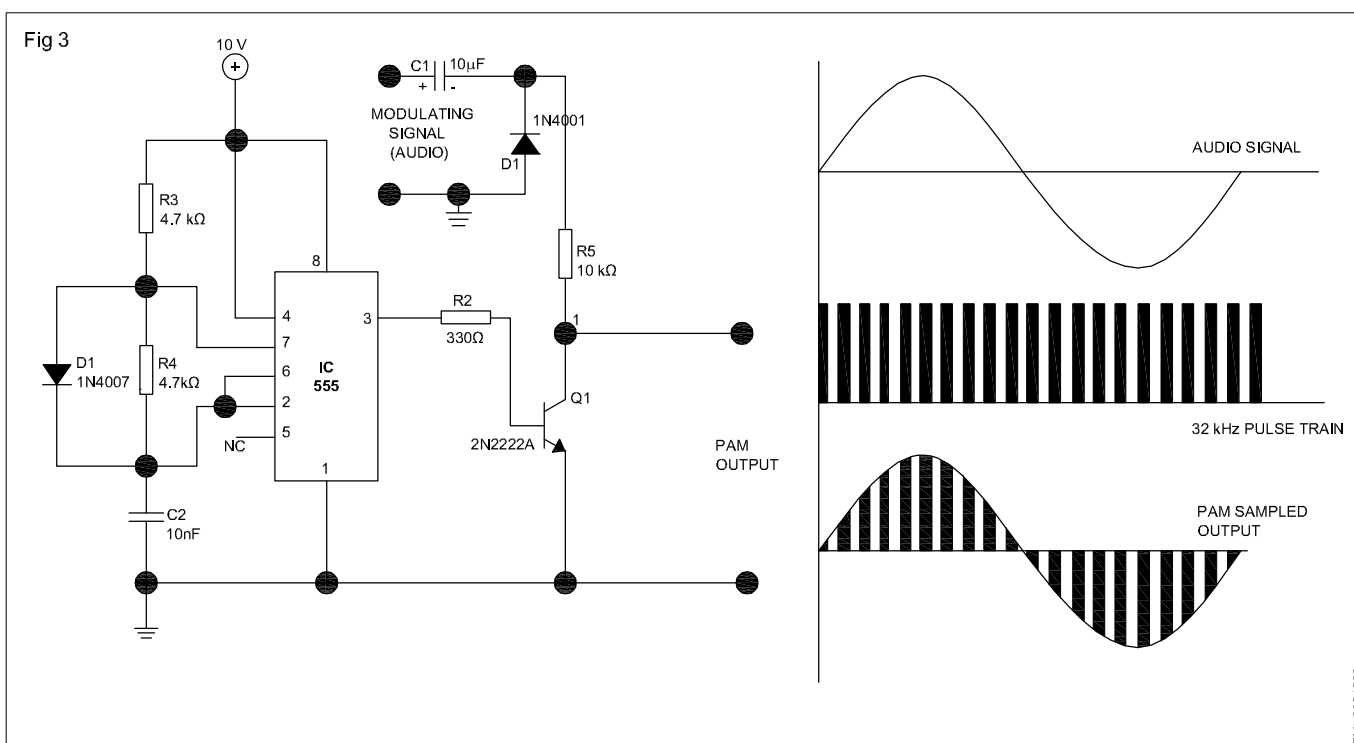 Fig 3
10 V
C1
10μF
+ -
MODULATING
SIGNAL
(AUDIO)
1N4001
D1
R3
4.7 kΩ
R5
10 kΩ
8
4
3
7
6
2
5
1
IC
555
R2
330Ω
1
D1
1N4007
R4
4.7kΩ
NC
Q1
2N2222A
C2
10nF
PAM
OUTPUT
AUDIO SIGNAL
32 kHz PULSE TRAIN
PAM SAMPLED
OUTPUT